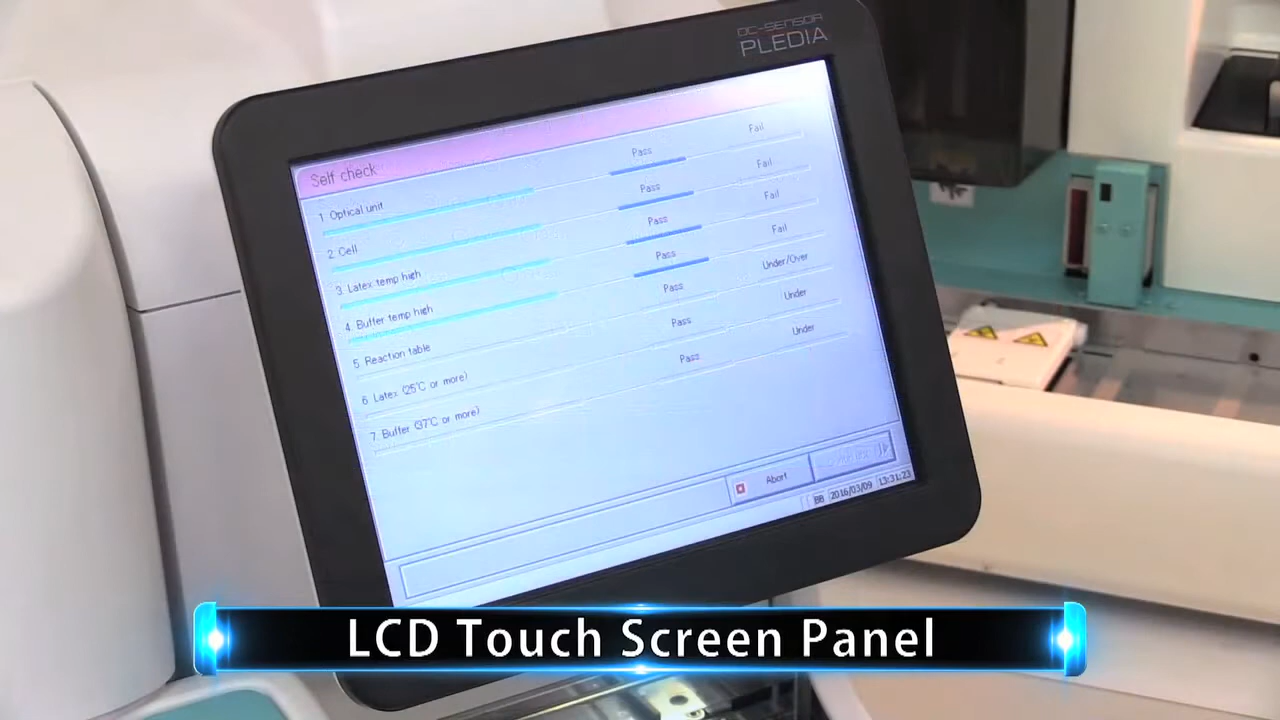 OC-SENSOR
PLEDIA
Self check
1. Optical unit Pass Fail
2. Cell Pass Fail
3. Latex temp high Pass Fail
4. Buffer temp high Pass Fail
5. Reaction table Pass Under/Over
6. Latex (25℃ or more) Pass Under
7. Buffer (37℃ or more) Pass Under
Abort
BB 2016/03/09 13:31:23
LCD Touch Screen Panel